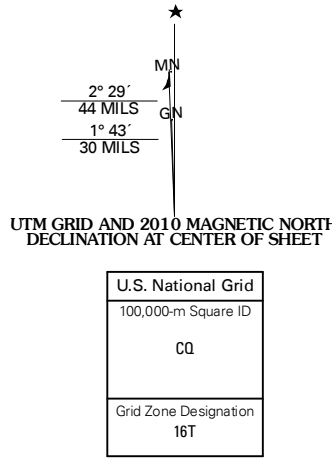 ★
MN
2° 29´
44 MILS
GN
1° 43´
30 MILS
UTM GRID AND 2010 MAGNETIC NORTH
DECLINATION AT CENTER OF SHEET
U.S. National Grid
100,000-m Square ID
CQ
Grid Zone Designation
16T